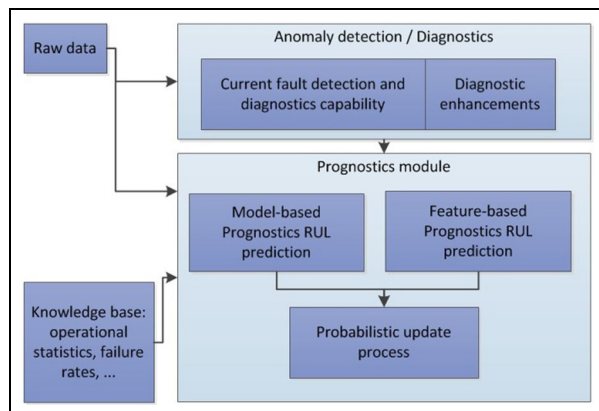 Raw data
Anomaly detection / Diagnostics
Current fault detection and
diagnostics capability
Diagnostic
enhancements
Prognostics module
Model-based
Prognostics RUL
prediction
Feature-based
Prognostics RUL
prediction
Knowledge base:
operational
statistics, failure
rates, ...
Probabilistic update
process